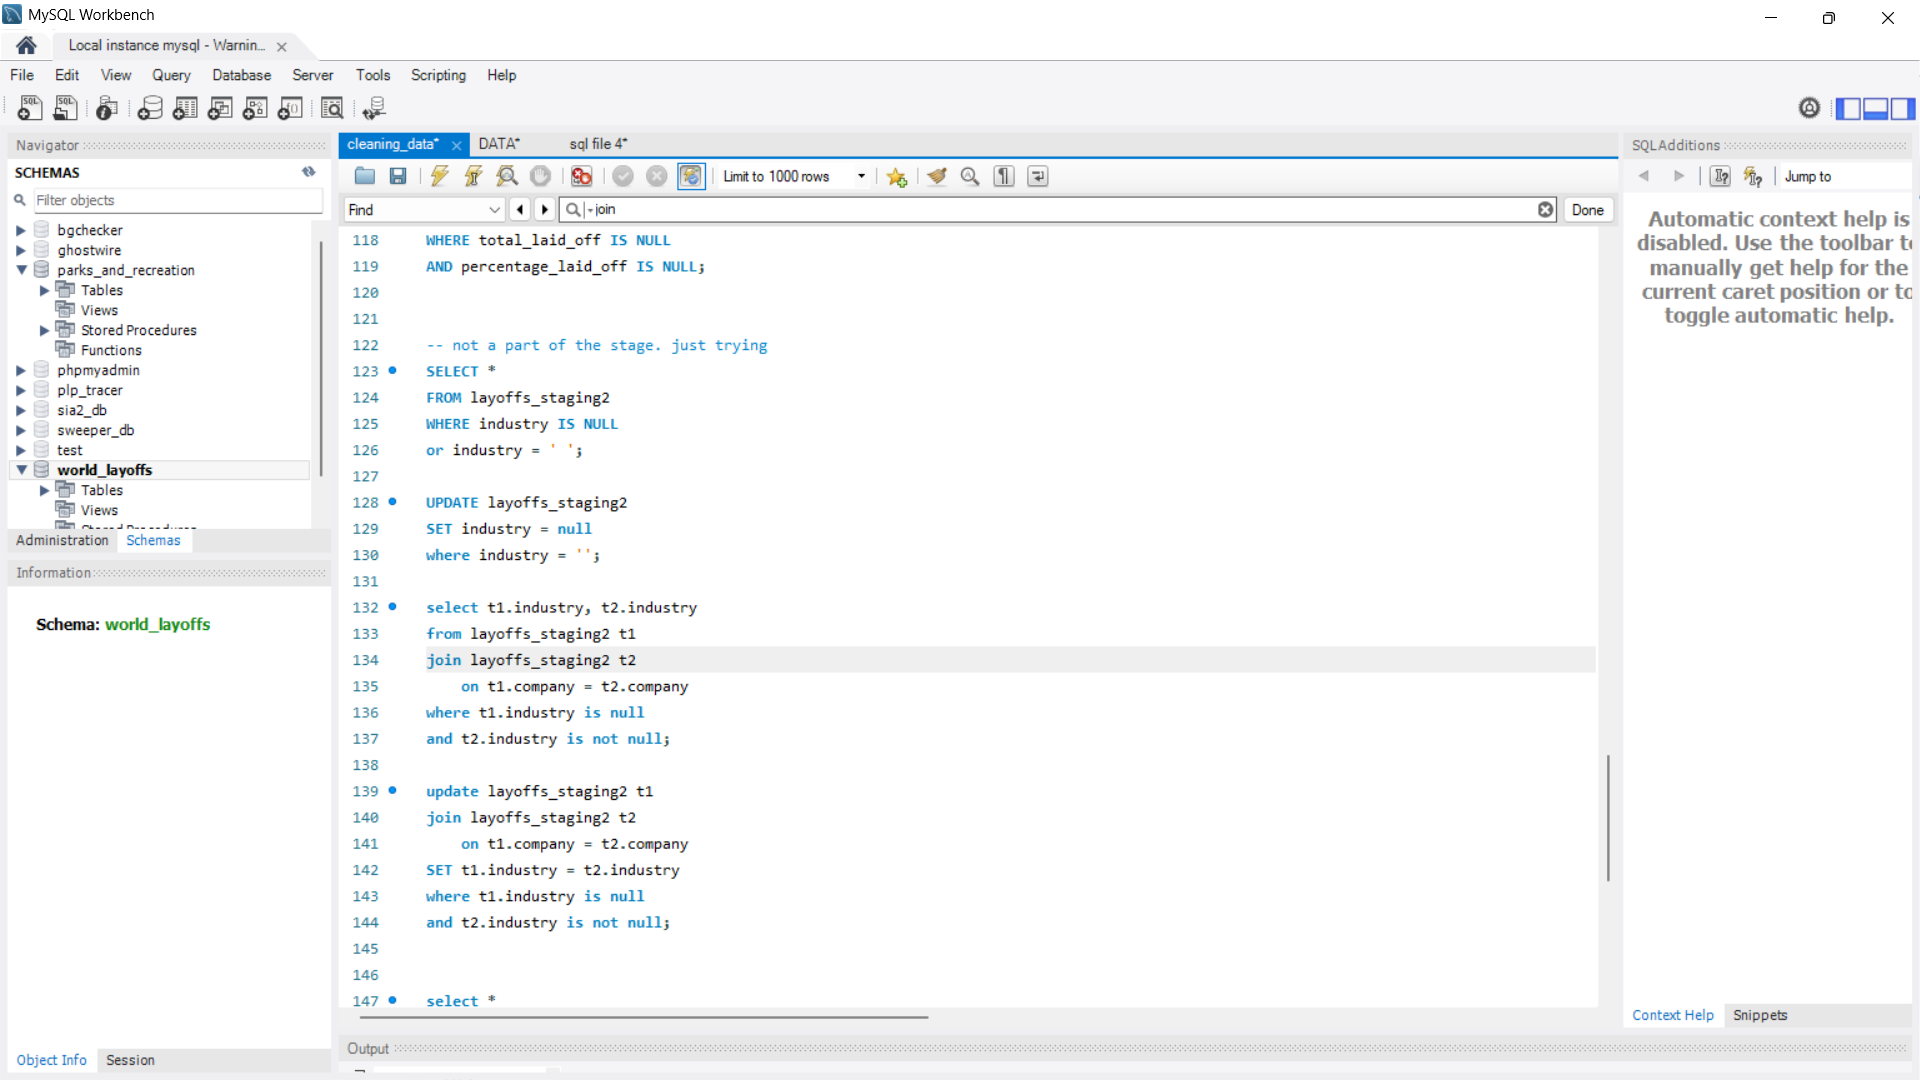 MySQL Workbench
Local instance mysql - Warnin...
File Edit View Query Database Server Tools Scripting Help
Navigator
SCHEMAS
Filter objects
bgchecker
ghostwire
parks_and_recreation
Tables
Views
Stored Procedures
Functions
phpmyadmin
plp_tracer
sia2_db
sweeper_db
test
world_layoffs
Tables
Views
Stored Procedures
Administration Schemas
Information
Schema: world_layoffs
Object Info Session
cleaning_data* DATA* sql file 4*
Limit to 1000 rows
Find join Done
118 WHERE total_laid_off IS NULL
119 AND percentage_laid_off IS NULL;
120
121
122 -- not a part of the stage. just trying
123 SELECT *
124 FROM layoffs_staging2
125 WHERE industry IS NULL
126 or industry = ' ';
127
128 UPDATE layoffs_staging2
129 SET industry = null
130 where industry = '';
131
132 select t1.industry, t2.industry
133 from layoffs_staging2 t1
134 join layoffs_staging2 t2
135 on t1.company = t2.company
136 where t1.industry is null
137 and t2.industry is not null;
138
139 update layoffs_staging2 t1
140 join layoffs_staging2 t2
141 on t1.company = t2.company
142 SET t1.industry = t2.industry
143 where t1.industry is null
144 and t2.industry is not null;
145
146
147 select *
Output
SQLAdditions
Jump to
Automatic context help is
disabled. Use the toolbar t
manually get help for the
current caret position or to
toggle automatic help.
Context Help Snippets